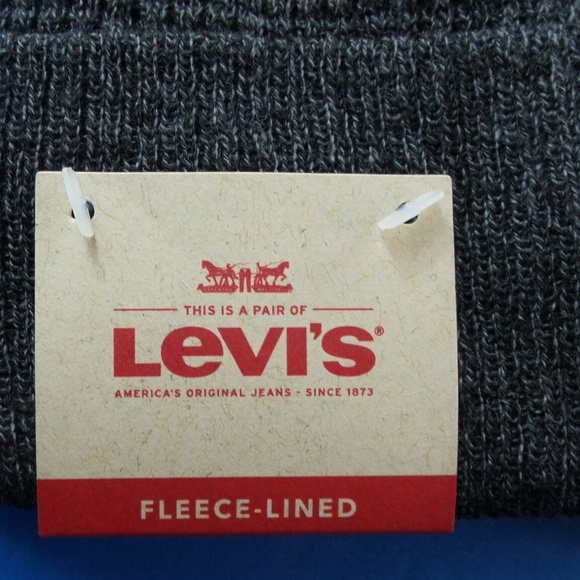 THIS IS A PAIR OF
Levi's®
AMERICA'S ORIGINAL JEANS - SINCE 1873
FLEECE-LINED